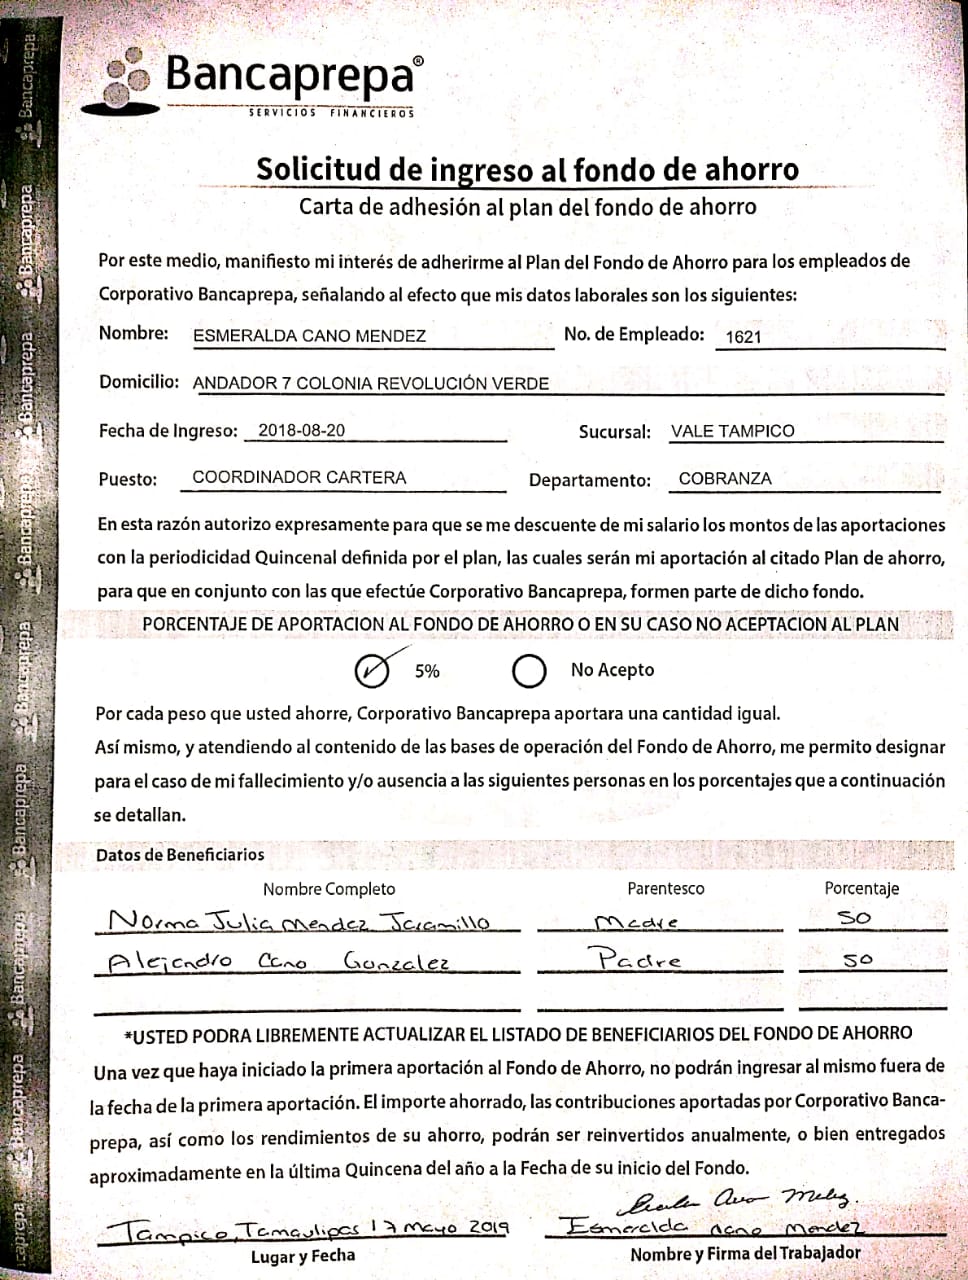 Bancaprepa®
SERVICIOS FINANCIEROS
Solicitud de ingreso al fondo de ahorro
Carta de adhesión al plan del fondo de ahorro
Por este medio, manifiesto mi interés de adherirme al Plan del Fondo de Ahorro para los empleados de
Corporativo Bancaprepa, señalando al efecto que mis datos laborales son los siguientes:
Nombre: ESMERALDA CANO MENDEZ No. de Empleado: 1621
Domicilio: ANDADOR 7 COLONIA REVOLUCIÓN VERDE
Fecha de Ingreso: 2018-08-20 Sucursal: VALE TAMPICO
Puesto: COORDINADOR CARTERA Departamento: COBRANZA
En esta razón autorizo expresamente para que se me descuente de mi salario los montos de las aportaciones
con la periodicidad Quincenal definida por el plan, las cuales serán mi aportación al citado Plan de ahorro,
para que en conjunto con las que efectúe Corporativo Bancaprepa, formen parte de dicho fondo.
PORCENTAJE DE APORTACION AL FONDO DE AHORRO O EN SU CASO NO ACEPTACION AL PLAN
5% No Acepto
Por cada peso que usted ahorre, Corporativo Bancaprepa aportara una cantidad igual.
Así mismo, y atendiendo al contenido de las bases de operación del Fondo de Ahorro, me permito designar
para el caso de mi fallecimiento y/o ausencia a las siguientes personas en los porcentajes que a continuación
se detallan.
Datos de Beneficiarios
Nombre Completo Parentesco Porcentaje
Norma Julia Mendez Jaramillo Madre 50
Alejandro Cano Gonzalez Padre 50
*USTED PODRA LIBREMENTE ACTUALIZAR EL LISTADO DE BENEFICIARIOS DEL FONDO DE AHORRO
Una vez que haya iniciado la primera aportación al Fondo de Ahorro, no podrán ingresar al mismo fuera de
la fecha de la primera aportación. El importe ahorrado, las contribuciones aportadas por Corporativo Banca-
prepa, así como los rendimientos de su ahorro, podrán ser reinvertidos anualmente, o bien entregados
aproximadamente en la última Quincena del año a la Fecha de su inicio del Fondo.
Tampico, Tamaulipas 17 mayo 2019 Esmeralda Cano Mendez
Lugar y Fecha Nombre y Firma del Trabajador
Bancaprepa
Bancaprepa
Bancaprepa
Bancaprepa
Bancaprepa
Bancaprepa
Bancaprepa
Bancaprepa